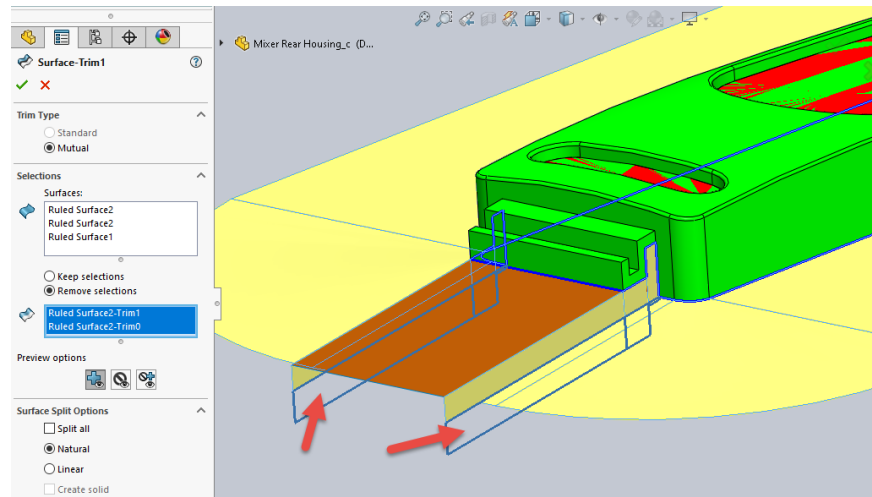 Mixer Rear Housing_c (D...
Surface-Trim1
Trim Type
Standard
Mutual
Selections
Surfaces:
Ruled Surface2
Ruled Surface2
Ruled Surface1
Keep selections
Remove selections
Ruled Surface2-Trim1
Ruled Surface2-Trim0
Preview options
Surface Split Options
Split all
Natural
Linear
Create solid